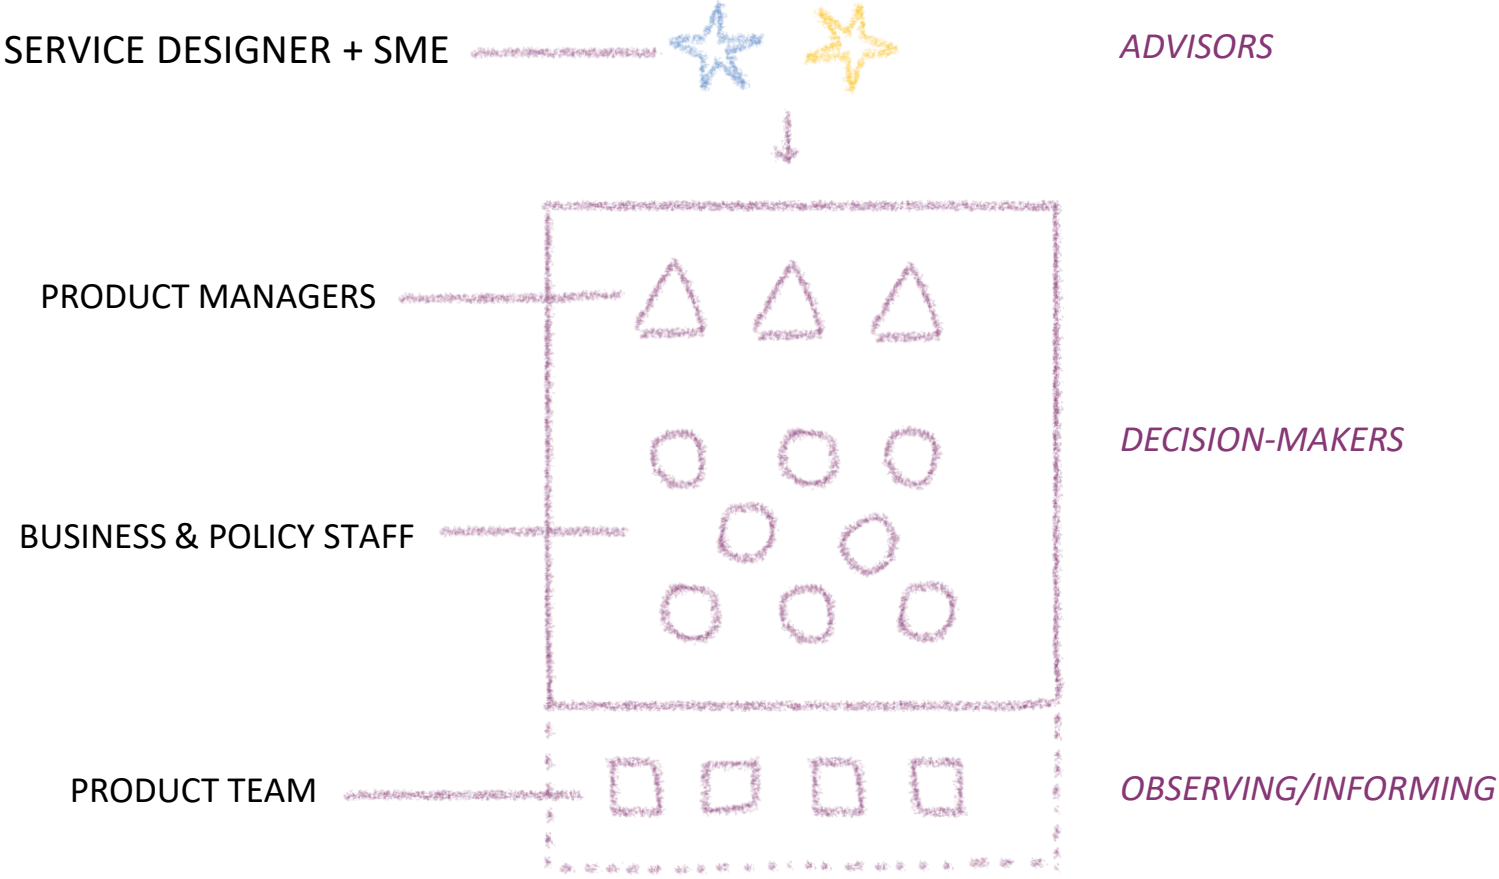 SERVICE DESIGNER + SME
ADVISORS
PRODUCT MANAGERS
DECISION-MAKERS
BUSINESS & POLICY STAFF
PRODUCT TEAM
OBSERVING/INFORMING